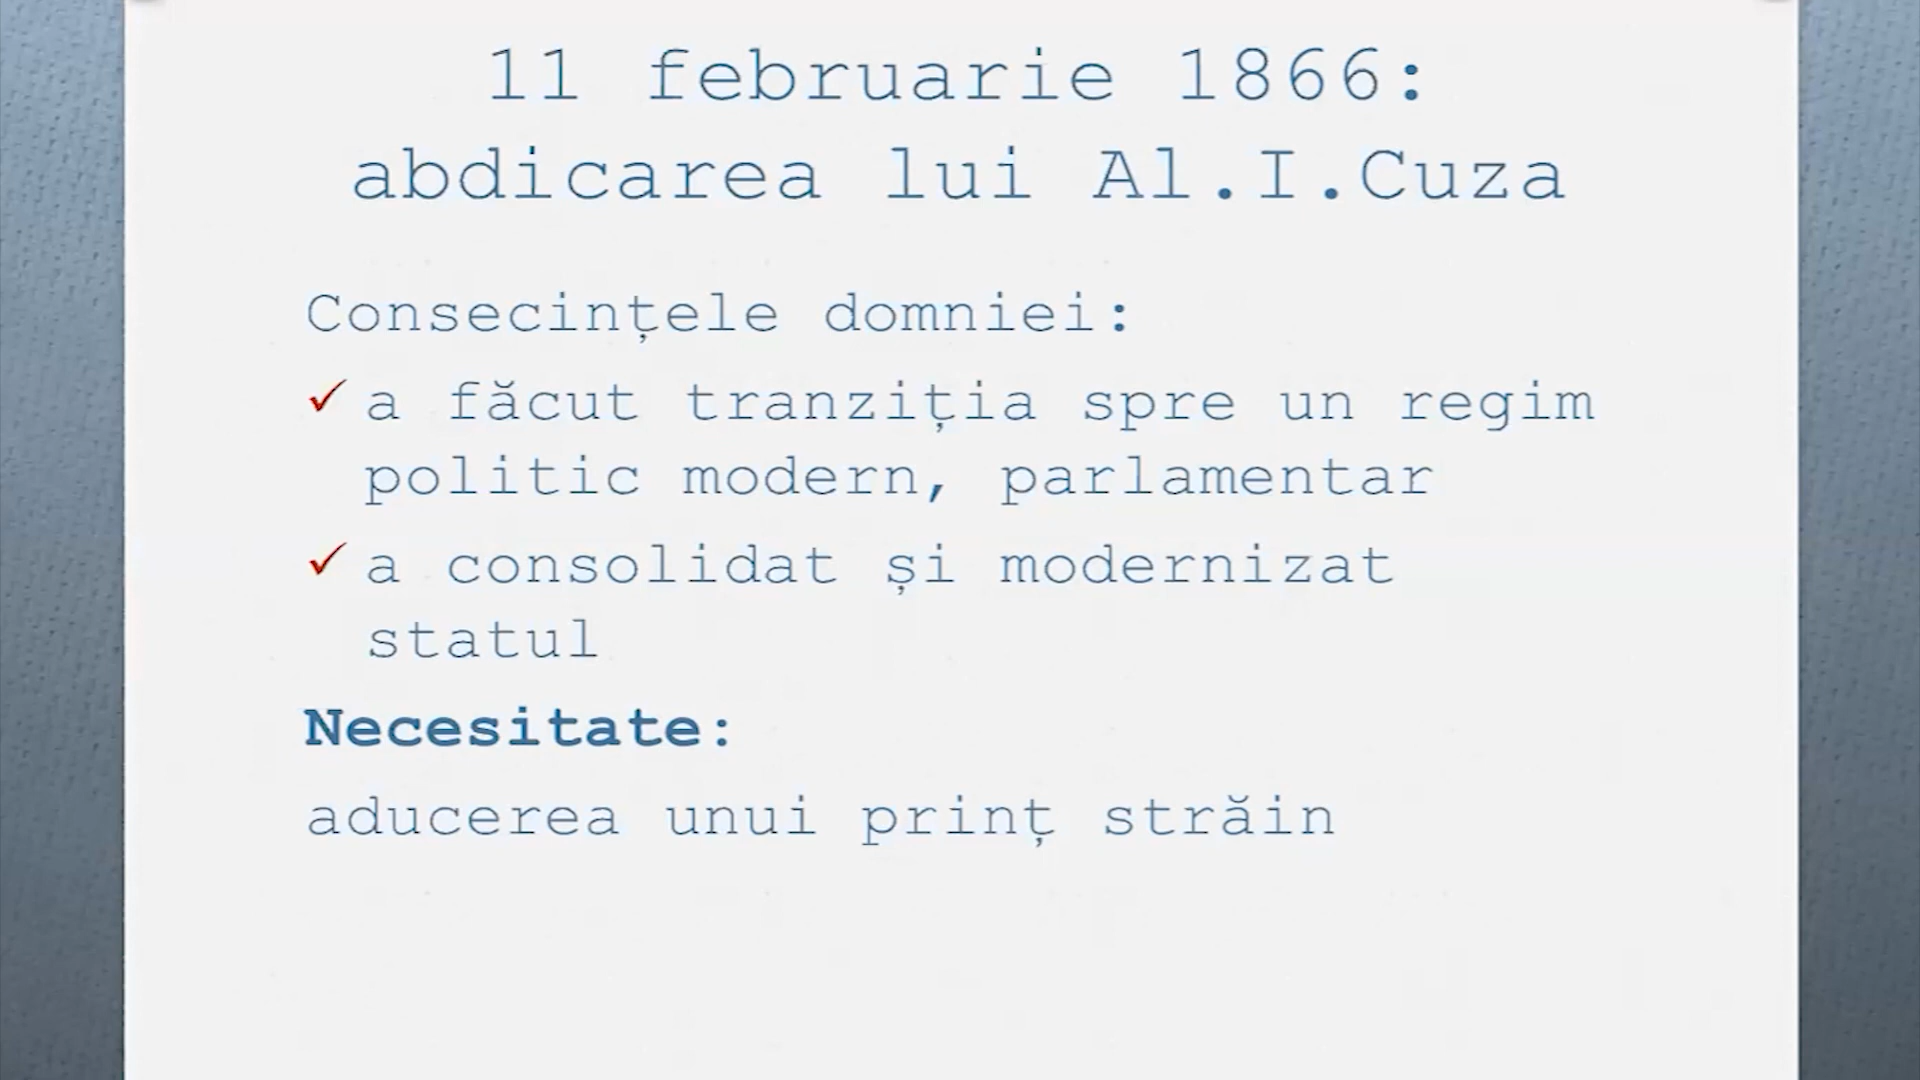 11 februarie 1866:
abdicarea lui Al.I.Cuza
Consecințele domniei:
✓ a făcut tranziția spre un regim
politic modern, parlamentar
✓ a consolidat și modernizat
statul
Necesitate:
aducerea unui prinț străin